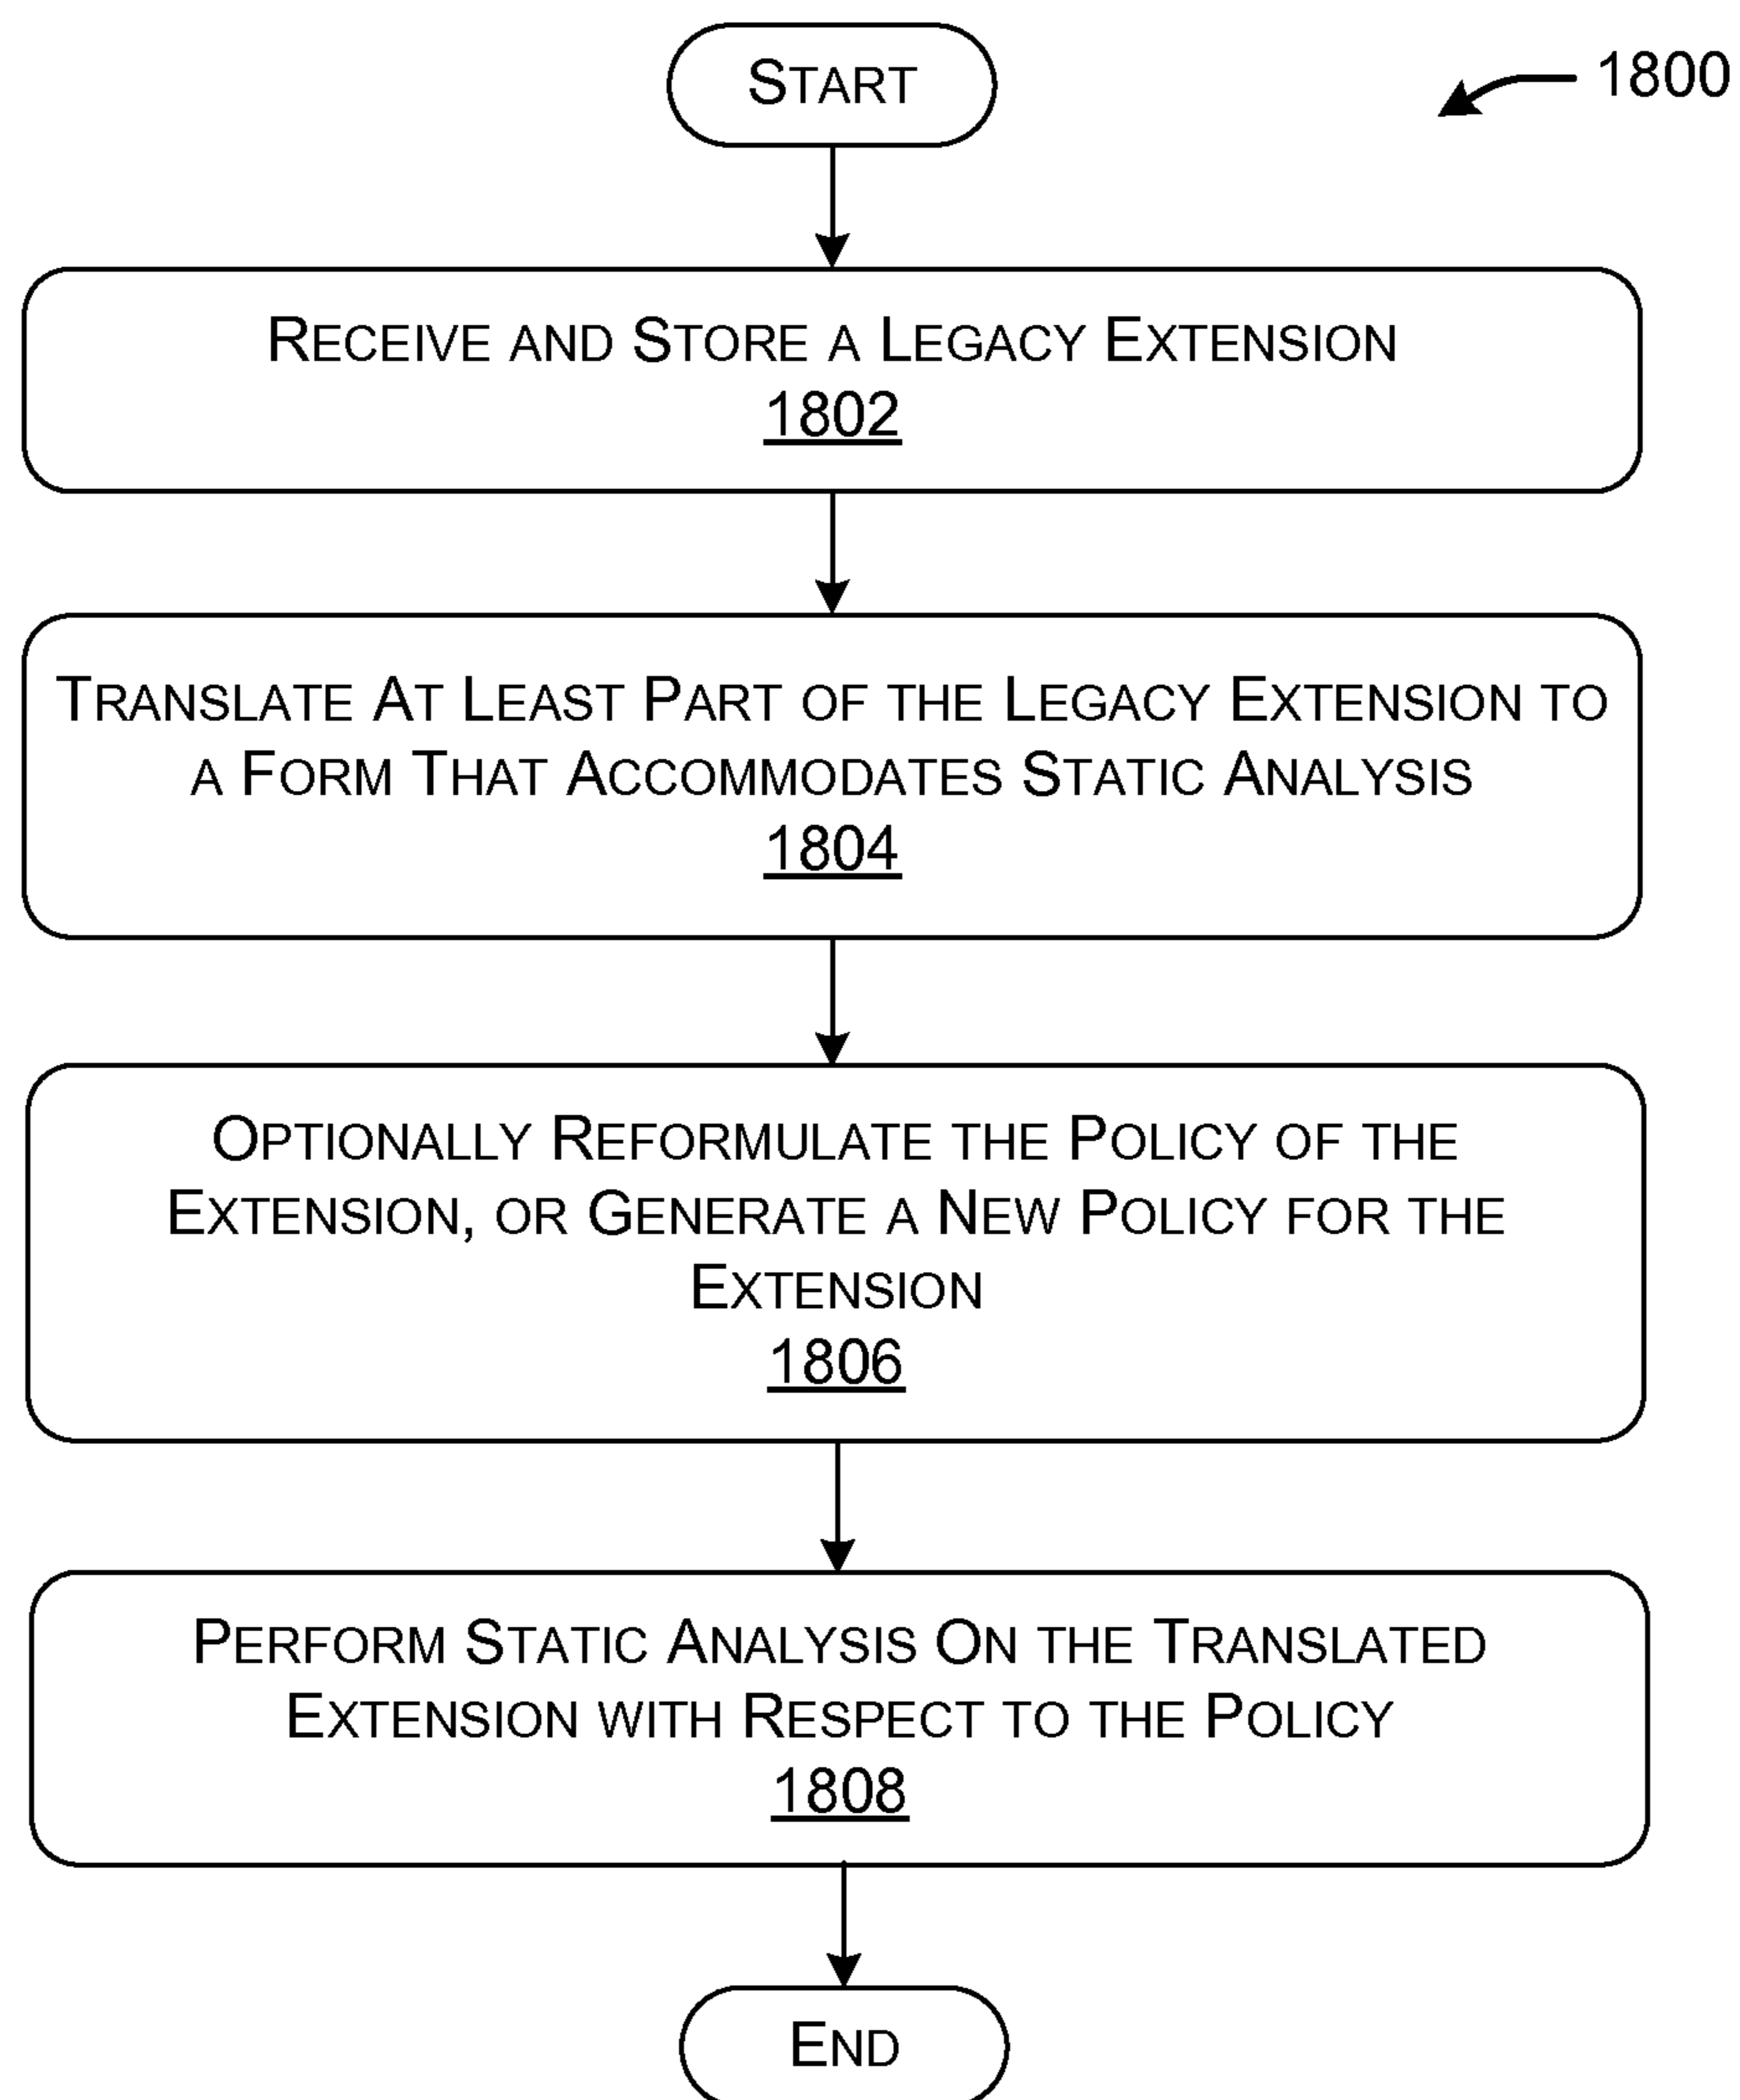 START
1800
RECEIVE AND STORE A LEGACY EXTENSION
1802
TRANSLATE AT LEAST PART OF THE LEGACY EXTENSION TO
A FORM THAT ACCOMMODATES STATIC ANALYSIS
1804
OPTIONALLY REFORMULATE THE POLICY OF THE
EXTENSION, OR GENERATE A NEW POLICY FOR THE
EXTENSION
1806
PERFORM STATIC ANALYSIS ON THE TRANSLATED
EXTENSION WITH RESPECT TO THE POLICY
1808
END